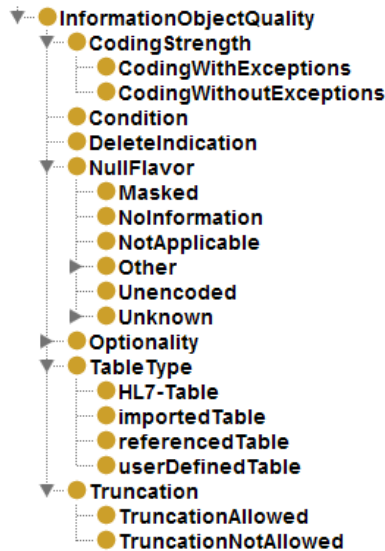 InformationObjectQuality
CodingStrength
CodingWithExceptions
CodingWithoutExceptions
Condition
DeleteIndication
NullFlavor
Masked
NoInformation
NotApplicable
Other
Unencoded
Unknown
Optionality
TableType
HL7-Table
importedTable
referencedTable
userDefinedTable
Truncation
TruncationAllowed
TruncationNotAllowed